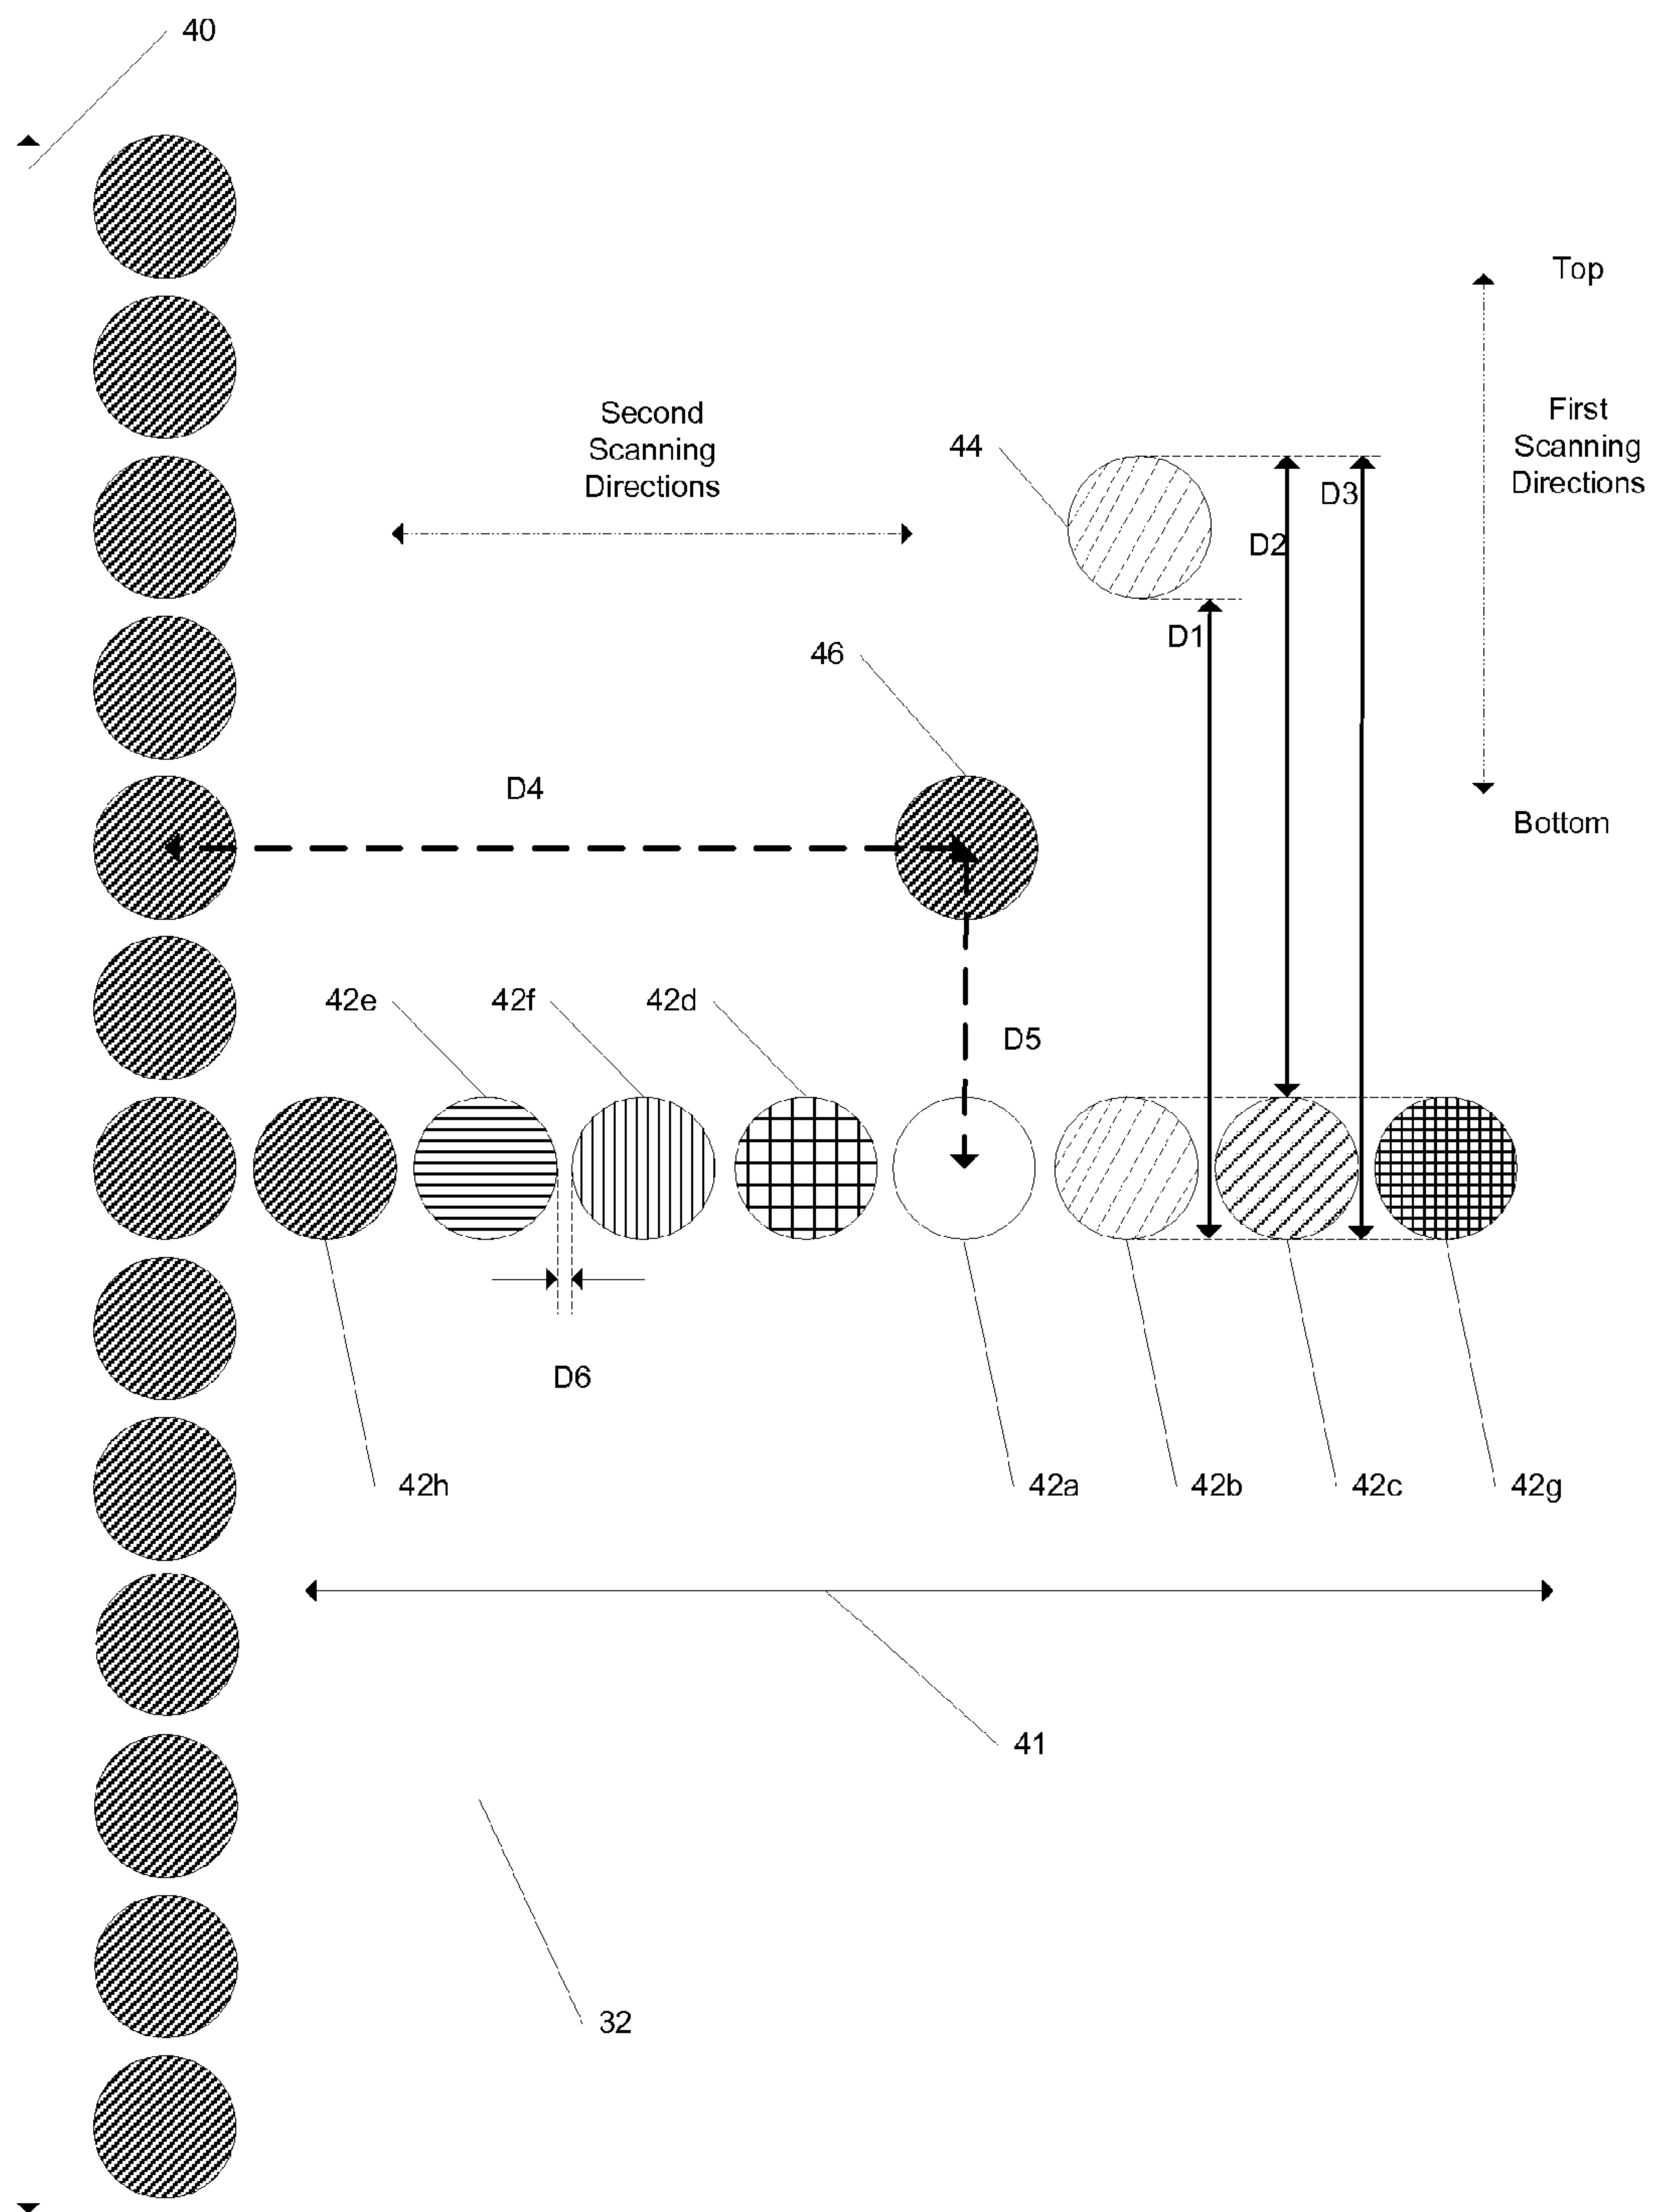 40
Top
Second
Scanning
Directions
First
Scanning
Directions
44
D3
D2
D1
46
D4
Bottom
42e
42f
42d
D5
D6
42h
42a
42b
42c
42g
41
32